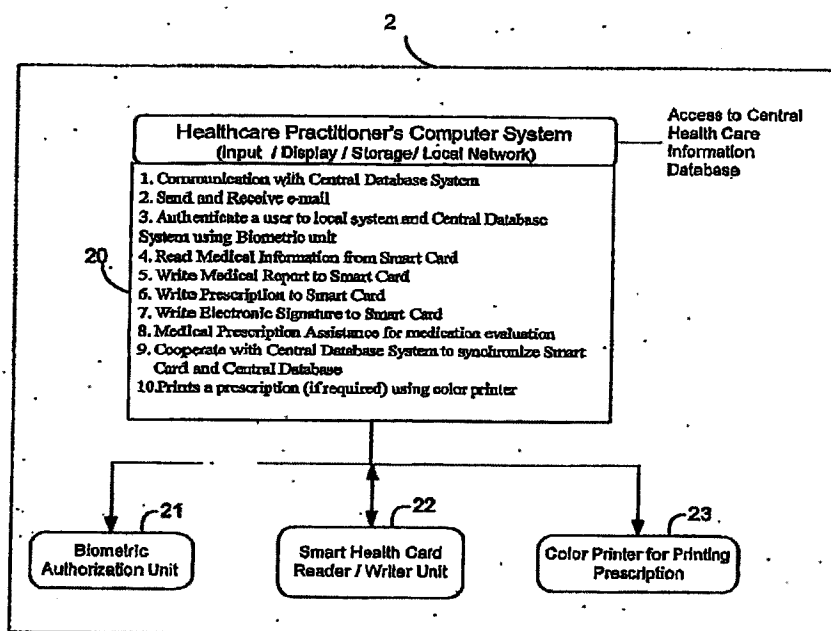 2
Healthcare Practitioner's Computer System
(Input / Display / Storage/ Local Network)
Access to Central
Health Care
Information
Database
1. Communication with Central Database System
2. Send and Receive e-mail
3. Authenticate a user to local system and Central Database
System using Biometric unit
20
4. Read Medical Information from Smart Card
5. Write Medical Report to Smart Card
6. Write Prescription to Smart Card
7. Write Electronic Signature to Smart Card
8. Medical Prescription Assistance for medication evaluation
9. Cooperate with Central Database System to synchronize Smart
Card and Central Database
10.Prints a prescription (if required) using color printer
21
22
23
Biometric
Authorization Unit
Smart Health Card
Reader / Writer Unit
Color Printer for Printing
Prescription